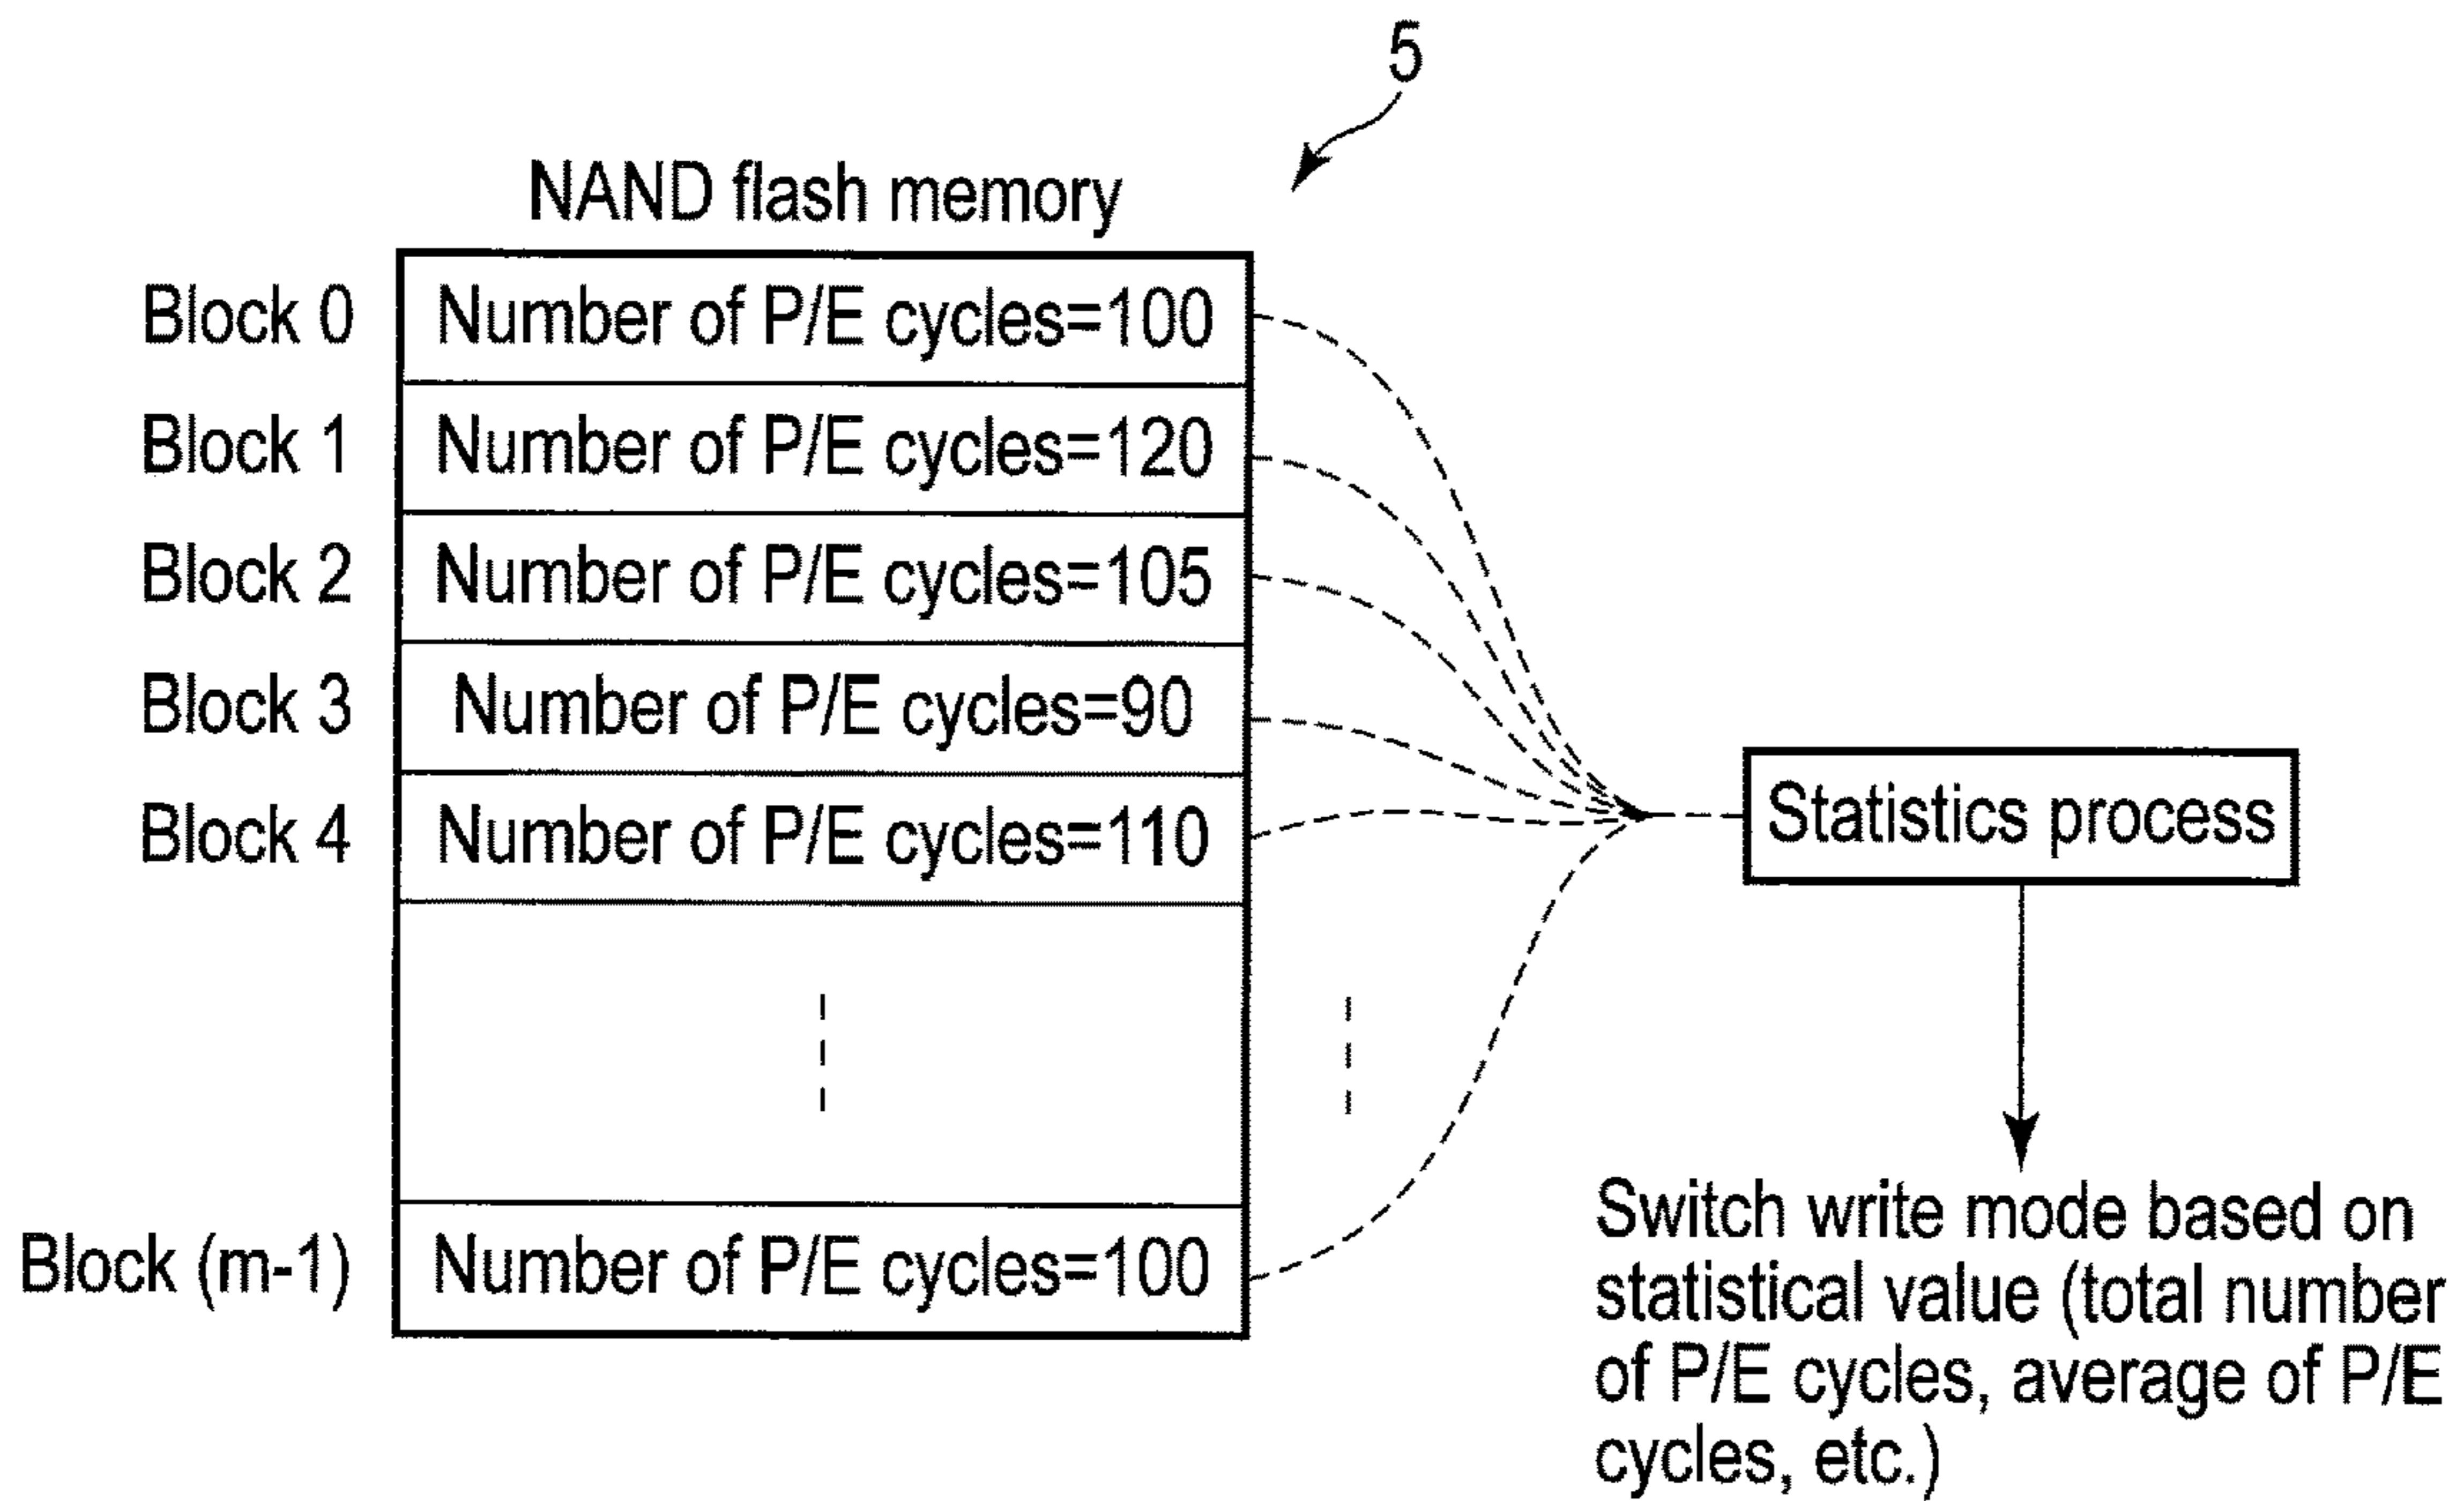 5
NAND flash memory
Block 0 Number of P/E cycles=100
Block 1 Number of P/E cycles=120
Block 2 Number of P/E cycles=105
Block 3 Number of P/E cycles=90
Block 4 Number of P/E cycles=110
Statistics process
Block (m-1) Number of P/E cycles=100
Switch write mode based on
statistical value (total number
of P/E cycles, average of P/E
cycles, etc.)